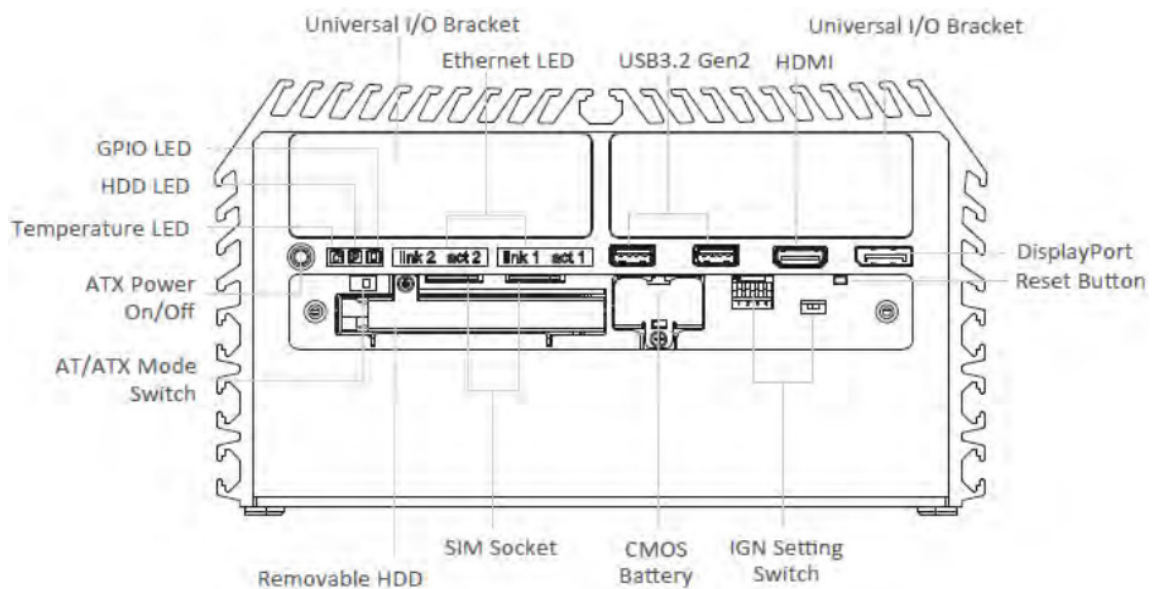 Universal I/O Bracket
Universal I/O Bracket
Ethernet LED
USB3.2 Gen2
HDMI
GPIO LED
HDD LED
Temperature LED
link 2 act 2
link 1 act 1
DisplayPort
Reset Button
ATX Power
On/Off
AT/ATX Mode
Switch
SIM Socket
CMOS
Battery
IGN Setting
Switch
Removable HDD